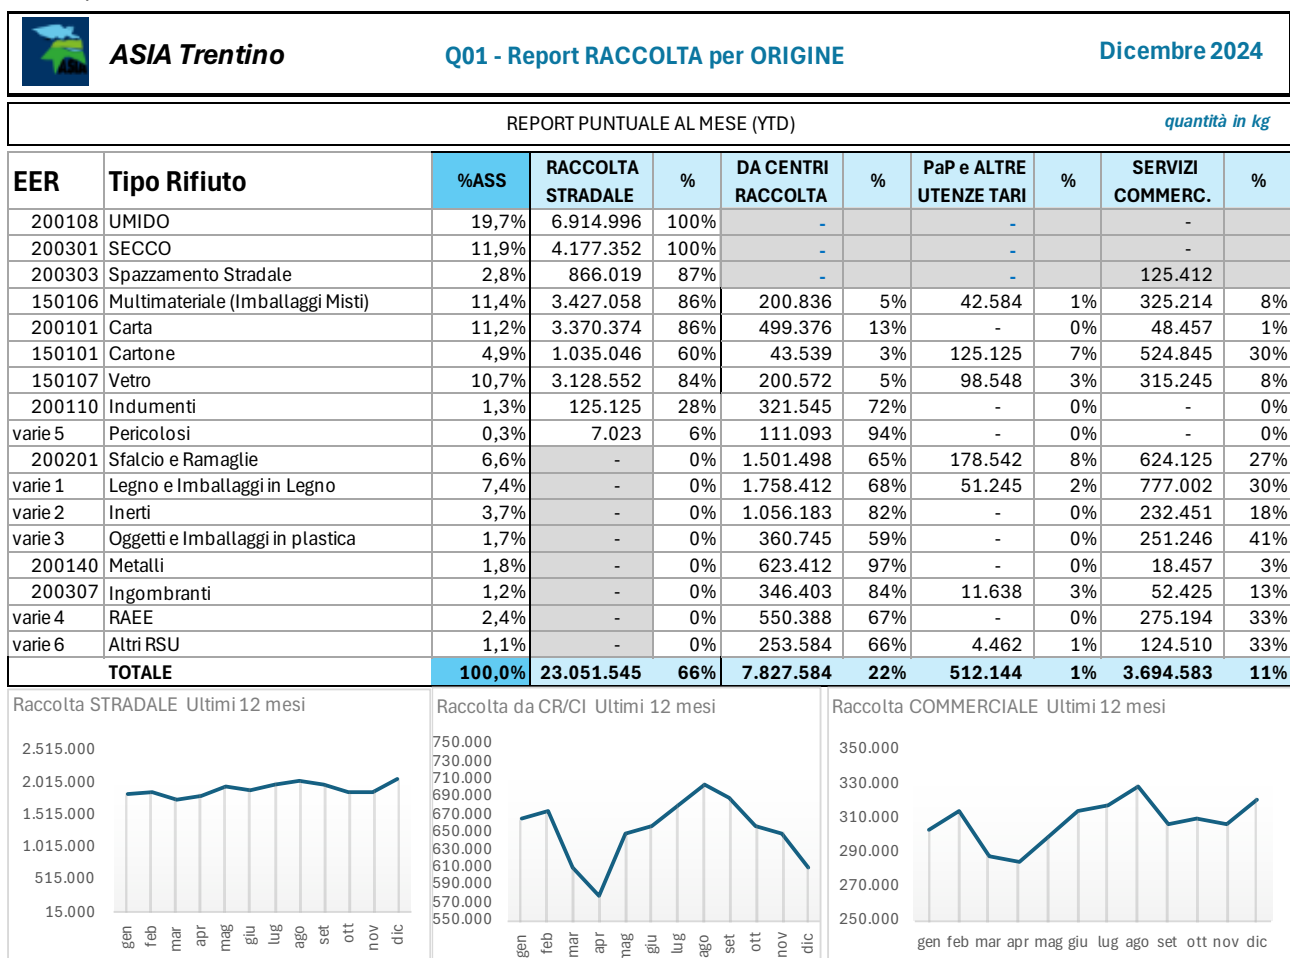 ASIA Trentino Q01 - Report RACCOLTA per ORIGINE Dicembre 2024
ASIA
REPORT PUNTUALE AL MESE (YTD) quantità in kg
EER Tipo Rifiuto %ASS RACCOLTA STRADALE % DA CENTRI RACCOLTA % PaP e ALTRE UTENZE TARI % SERVIZI COMMERC. %
200108 UMIDO 19,7% 6.914.996 100% - - -
200301 SECCO 11,9% 4.177.352 100% - - -
200303 Spazzamento Stradale 2,8% 866.019 87% - - 125.412
150106 Multimateriale (Imballaggi Misti) 11,4% 3.427.058 86% 200.836 5% 42.584 1% 325.214 8%
200101 Carta 11,2% 3.370.374 86% 499.376 13% - 0% 48.457 1%
150101 Cartone 4,9% 1.035.046 60% 43.539 3% 125.125 7% 524.845 30%
150107 Vetro 10,7% 3.128.552 84% 200.572 5% 98.548 3% 315.245 8%
200110 Indumenti 1,3% 125.125 28% 321.545 72% - 0% - 0%
varie 5 Pericolosi 0,3% 7.023 6% 111.093 94% - 0% - 0%
200201 Sfalcio e Ramaglie 6,6% - 0% 1.501.498 65% 178.542 8% 624.125 27%
varie 1 Legno e Imballaggi in Legno 7,4% - 0% 1.758.412 68% 51.245 2% 777.002 30%
varie 2 Inerti 3,7% - 0% 1.056.183 82% - 0% 232.451 18%
varie 3 Oggetti e Imballaggi in plastica 1,7% - 0% 360.745 59% - 0% 251.246 41%
200140 Metalli 1,8% - 0% 623.412 97% - 0% 18.457 3%
200307 Ingombranti 1,2% - 0% 346.403 84% 11.638 3% 52.425 13%
varie 4 RAEE 2,4% - 0% 550.388 67% - 0% 275.194 33%
varie 6 Altri RSU 1,1% - 0% 253.584 66% 4.462 1% 124.510 33%
TOTALE 100,0% 23.051.545 66% 7.827.584 22% 512.144 1% 3.694.583 11%
Raccolta STRADALE Ultimi 12 mesi
2.515.000
2.015.000
1.515.000
1.015.000
515.000
15.000
gen feb mar apr mag giu lug ago set ott nov dic
Raccolta da CR/CI Ultimi 12 mesi
750.000
730.000
710.000
690.000
670.000
650.000
630.000
610.000
590.000
570.000
550.000
gen feb mar apr mag giu lug ago set ott nov dic
Raccolta COMMERCIALE Ultimi 12 mesi
350.000
330.000
310.000
290.000
270.000
250.000
gen feb mar apr mag giu lug ago set ott nov dic